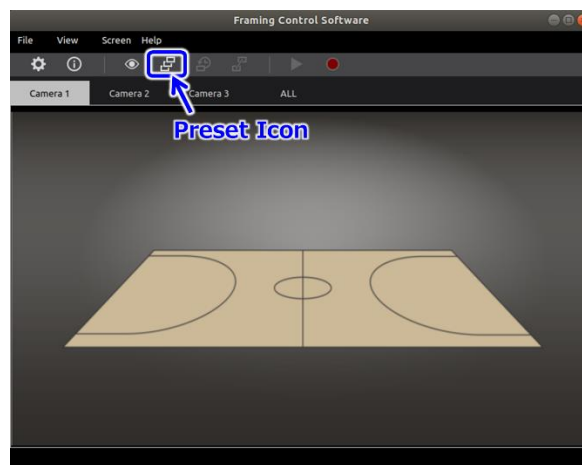 Framing Control Software
File View Screen Help
Camera 1 Camera 2 Camera 3 ALL
Preset Icon